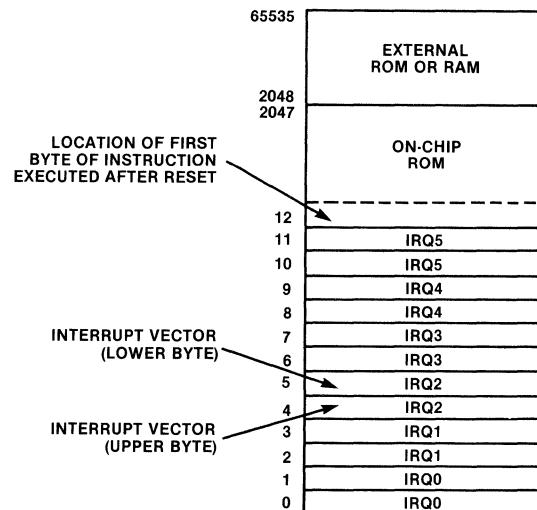 65535
EXTERNAL
ROM OR RAM
2048
2047
LOCATION OF FIRST
BYTE OF INSTRUCTION
EXECUTED AFTER RESET
ON-CHIP
ROM
12
11 IRQ5
10 IRQ5
9 IRQ4
8 IRQ4
7 IRQ3
INTERRUPT VECTOR
(LOWER BYTE)
6 IRQ3
5 IRQ2
4 IRQ2
INTERRUPT VECTOR
(UPPER BYTE)
3 IRQ1
2 IRQ1
1 IRQ0
0 IRQ0